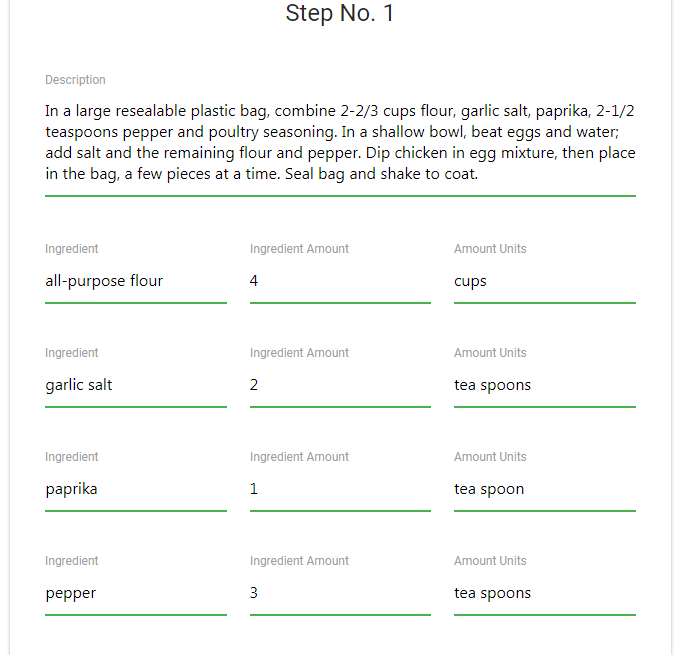 Step No. 1
Description
In a large resealable plastic bag, combine 2-2/3 cups flour, garlic salt, paprika, 2-1/2
teaspoons pepper and poultry seasoning. In a shallow bowl, beat eggs and water;
add salt and the remaining flour and pepper. Dip chicken in egg mixture, then place
in the bag, a few pieces at a time. Seal bag and shake to coat.
Ingredient Ingredient Amount Amount Units
all-purpose flour 4 cups
Ingredient Ingredient Amount Amount Units
garlic salt 2 tea spoons
Ingredient Ingredient Amount Amount Units
paprika 1 tea spoon
Ingredient Ingredient Amount Amount Units
pepper 3 tea spoons